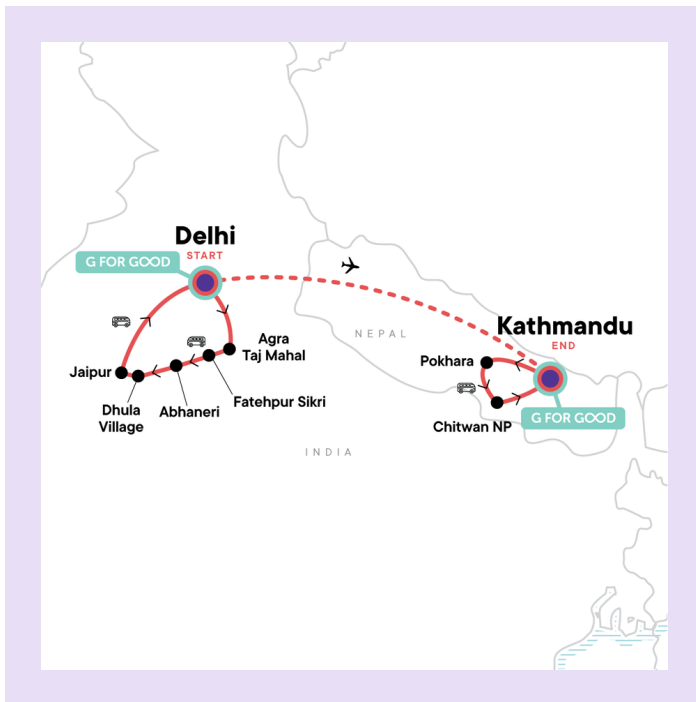 Delhi
START
G FOR GOOD
Agra
Taj Mahal
Jaipur
Dhula
Village
Abhaneri
Fatehpur Sikri
NEPAL
Kathmandu
END
Pokhara
Chitwan NP
G FOR GOOD
INDIA